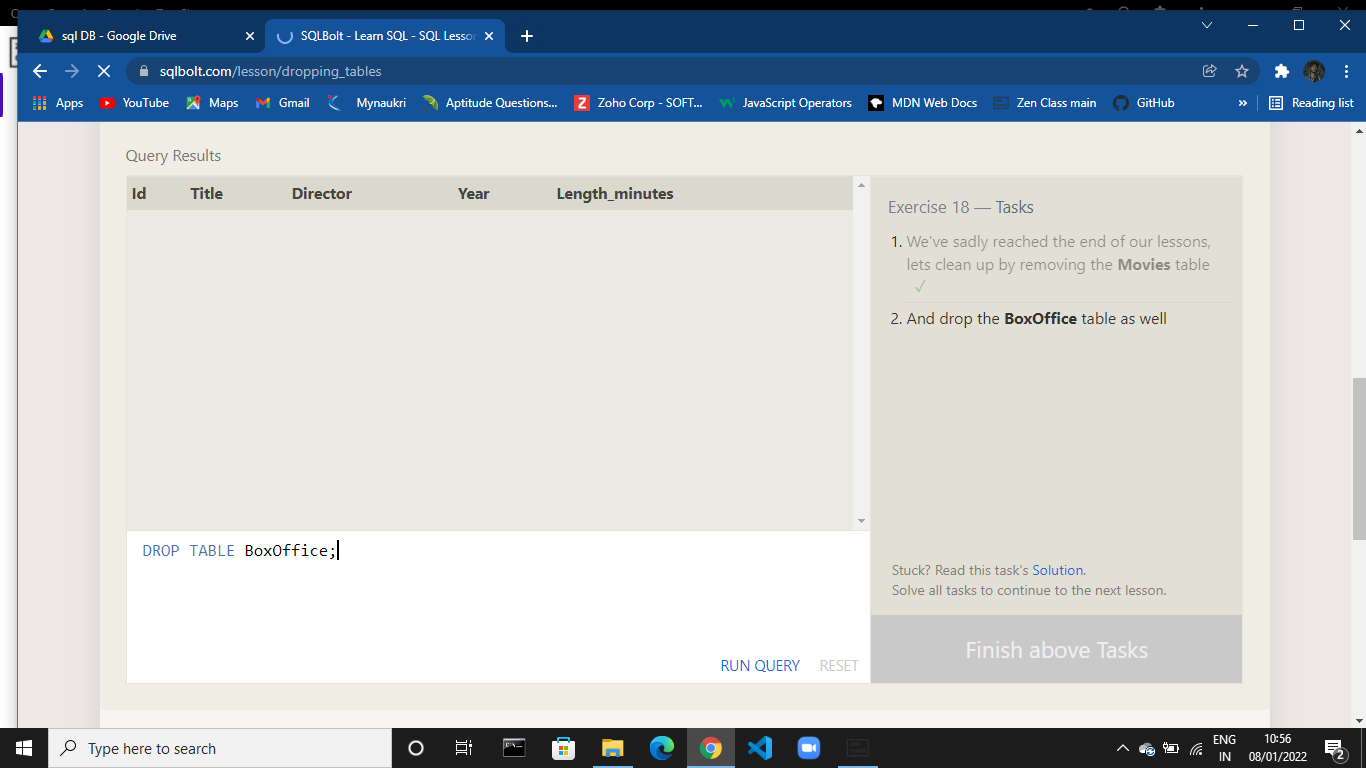 sql DB - Google Drive
SQLBolt - Learn SQL - SQL Lesson
sqlbolt.com/lesson/dropping_tables
Apps
YouTube
Maps
Gmail
Mynaukri
Aptitude Questions...
Zoho Corp - SOFT...
JavaScript Operators
MDN Web Docs
Zen Class main
GitHub
»
Reading list
Query Results
Id Title Director Year Length_minutes
Exercise 18 — Tasks
1. We've sadly reached the end of our lessons,
lets clean up by removing the Movies table
✓
2. And drop the BoxOffice table as well
DROP TABLE BoxOffice;
Stuck? Read this task's Solution.
Solve all tasks to continue to the next lesson.
RUN QUERY RESET
Finish above Tasks
Type here to search
ENG
IN
10:56
08/01/2022
2